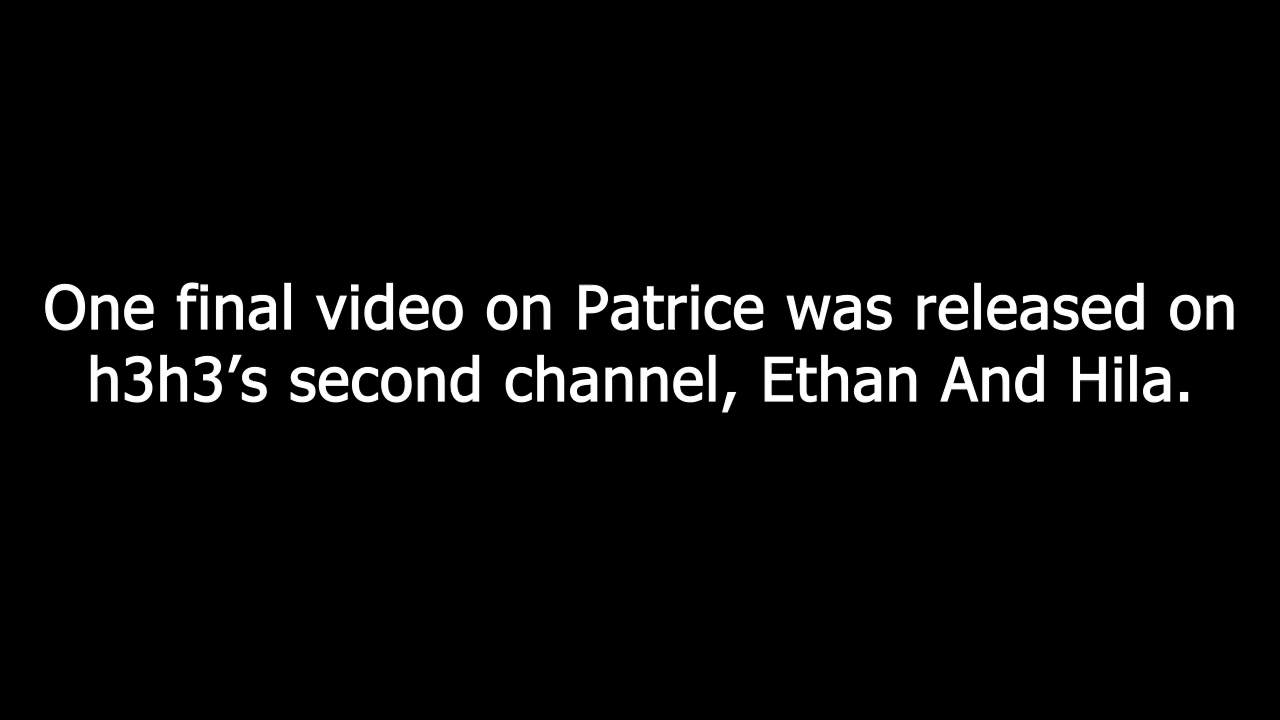 One final video on Patrice was released on
h3h3’s second channel, Ethan And Hila.